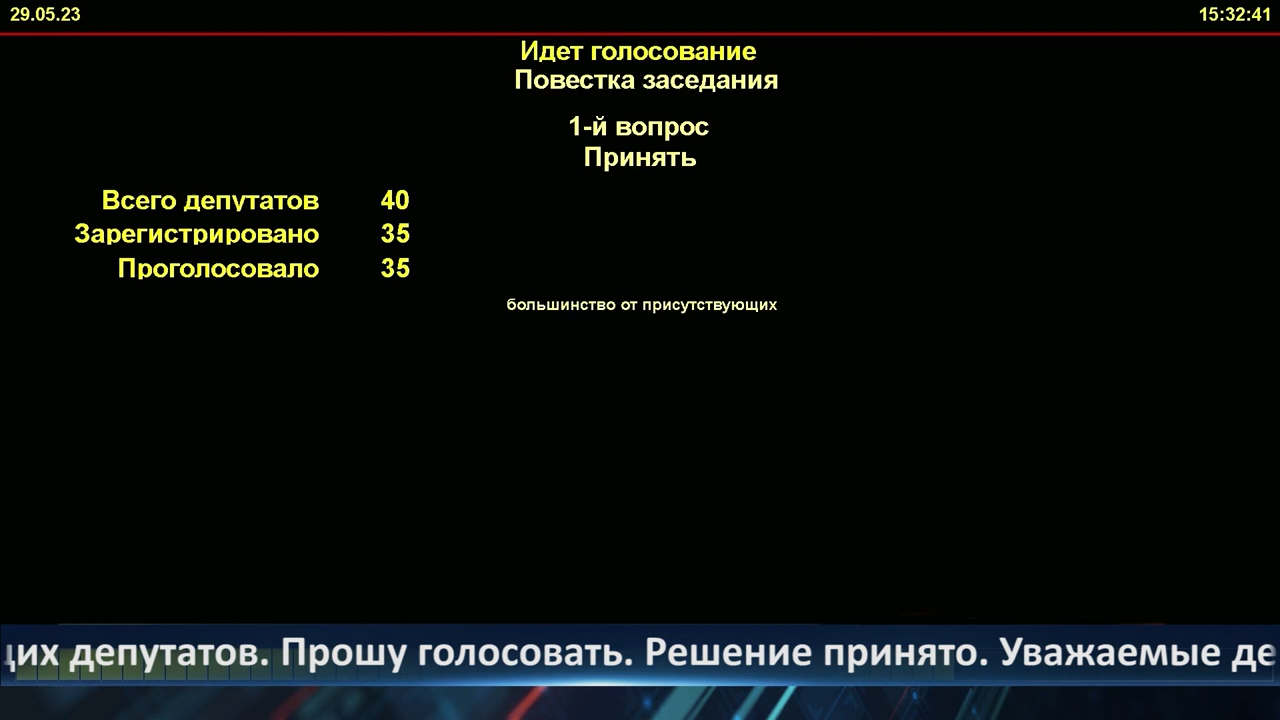 29.05.23 15:32:41
Идет голосование
Повестка заседания
1-й вопрос
Принять
Всего депутатов 40
Зарегистрировано 35
Проголосовало 35
большинство от присутствующих
депутатов. Прошу голосовать. Решение принято. Уважаемые